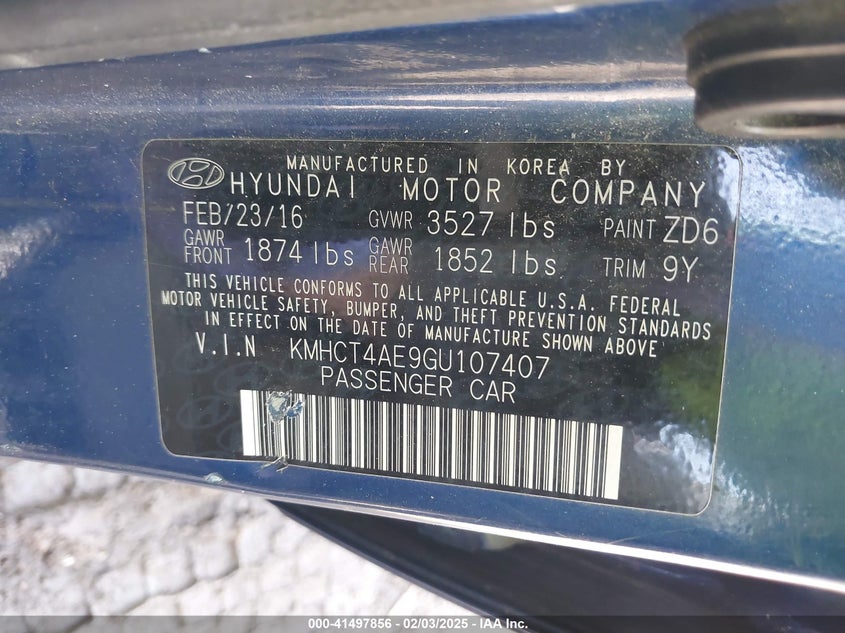 MANUFACTURED IN KOREA BY
HYUNDAI MOTOR COMPANY
FEB/23/16 GVWR 3527 lbs PAINT ZD6
GAWR FRONT 1874 lbs GAWR REAR 1852 lbs TRIM 9Y
THIS VEHICLE CONFORMS TO ALL APPLICABLE U.S.A. FEDERAL
MOTOR VEHICLE SAFETY, BUMPER, AND THEFT PREVENTION STANDARDS
IN EFFECT ON THE DATE OF MANUFACTURE SHOWN ABOVE
V.I.N KMHCT4AE9GU107407
PASSENGER CAR
000-41497856 - 02/03/2025 - IAA Inc.